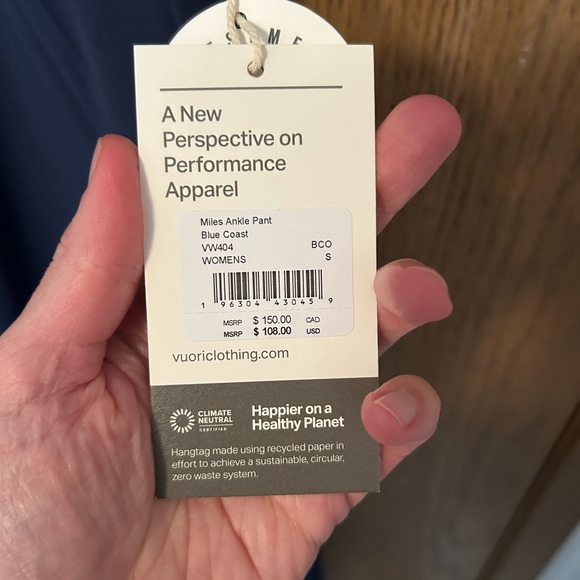 A New
Perspective on
Performance
Apparel
Miles Ankle Pant
Blue Coast
VW404 BCO
WOMENS S
1 96304 43045 9
MSRP $ 150.00 CAD
MSRP $ 108.00 USD
vuoriclothing.com
CLIMATE
NEUTRAL
CERTIFIED
Happier on a
Healthy Planet
Hangtag made using recycled paper in
effort to achieve a sustainable, circular,
zero waste system.